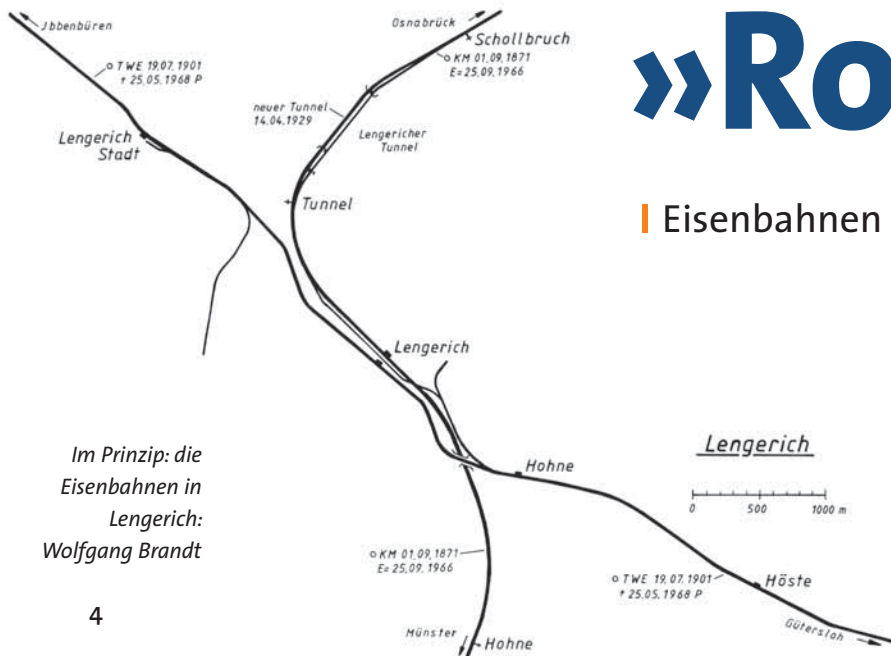 Jbbenbüren
Osnabrück
TWE 19.07.1901
† 25.05.1968 P
Schollbruch
KM 01.09.1871
E= 25.09.1966
neuer Tunnel
14.04.1929
Lengericher
Tunnel
Lengerich
Stadt
Tunnel
»Ro
Eisenbahnen
Lengerich
Hohne
Lengerich
0 500 1000 m
Im Prinzip: die
Eisenbahnen in
Lengerich:
Wolfgang Brandt
KM 01.09.1871
E= 25.09.1966
TWE 19.07.1901
† 25.05.1968 P
Höste
Gütersloh
Münster
Hohne
4